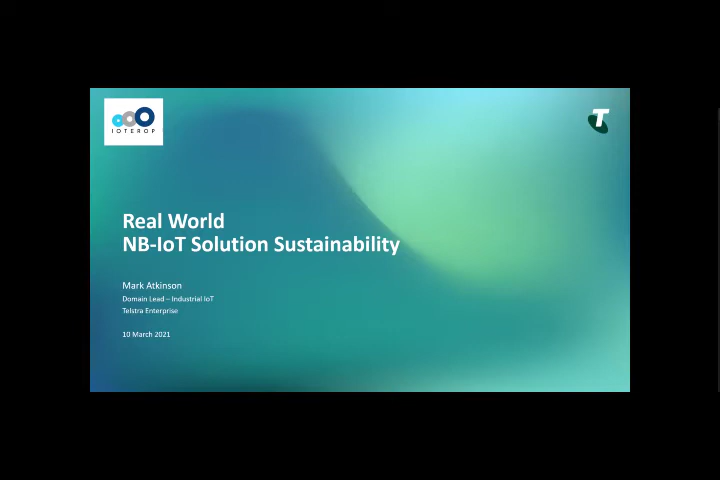 IOTEROP
T
Real World
NB-IoT Solution Sustainability
Mark Atkinson
Domain Lead – Industrial IoT
Telstra Enterprise
10 March 2021